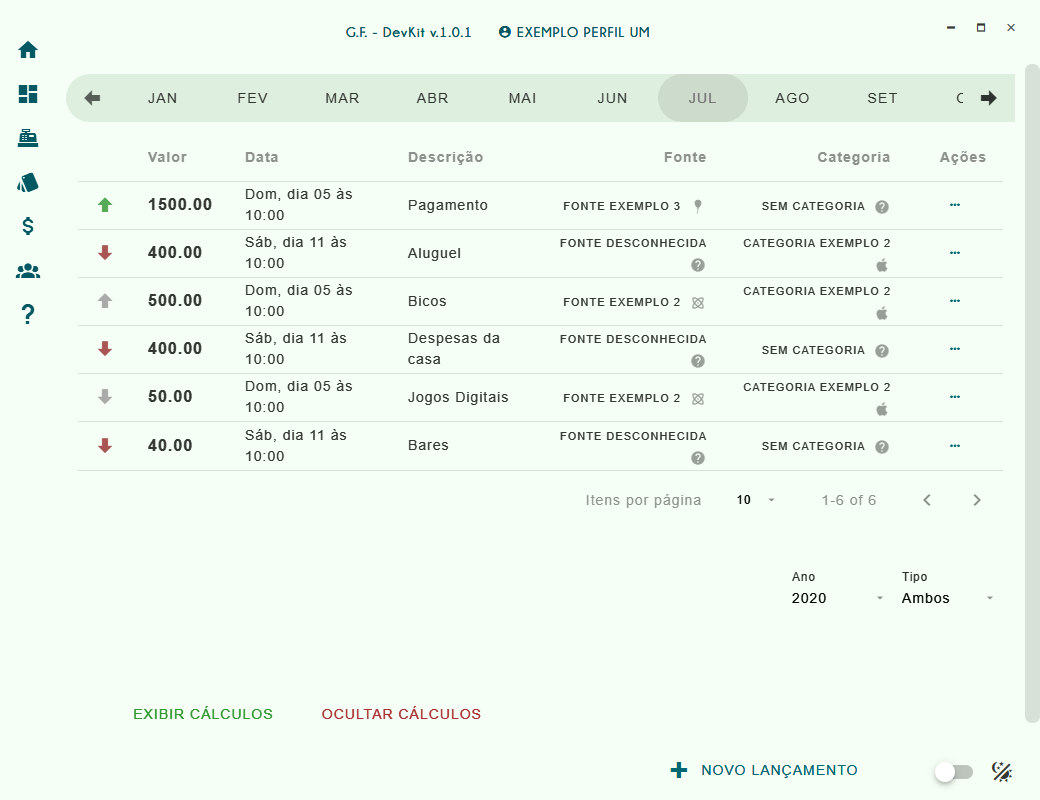 G.F. - DevKit v.1.0.1 EXEMPLO PERFIL UM
JAN FEV MAR ABR MAI JUN JUL AGO SET
Valor Data Descrição Fonte Categoria Ações
1500.00 Dom, dia 05 às 10:00 Pagamento FONTE EXEMPLO 3 SEM CATEGORIA ...
400.00 Sáb, dia 11 às 10:00 Aluguel FONTE DESCONHECIDA CATEGORIA EXEMPLO 2 ...
500.00 Dom, dia 05 às 10:00 Bicos FONTE EXEMPLO 2 CATEGORIA EXEMPLO 2 ...
400.00 Sáb, dia 11 às 10:00 Despesas da casa FONTE DESCONHECIDA SEM CATEGORIA ...
50.00 Dom, dia 05 às 10:00 Jogos Digitais FONTE EXEMPLO 2 CATEGORIA EXEMPLO 2 ...
40.00 Sáb, dia 11 às 10:00 Bares FONTE DESCONHECIDA SEM CATEGORIA ...
Itens por página 10 1-6 of 6
Ano Tipo
2020 Ambos
EXIBIR CÁLCULOS OCULTAR CÁLCULOS
NOVO LANÇAMENTO